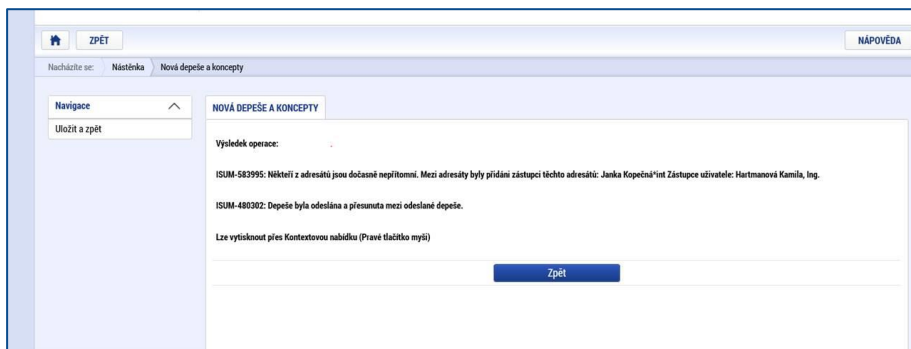 ZPĚT
NÁPOVĚDA
Nacházíte se: Nástěnka Nová depeše a koncepty
Navigace
Uložit a zpět
NOVÁ DEPEŠE A KONCEPTY
Výsledek operace:
ISUM-583995: Někteří z adresátů jsou dočasně nepřítomní. Mezi adresáty byly přidáni zástupci těchto adresátů: Janka Kopečná*int Zástupce uživatele: Hartmanová Kamila, Ing.
ISUM-480302: Depeše byla odeslána a přesunuta mezi odeslané depeše.
Lze vytisknout přes Kontextovou nabídku (Pravé tlačítko myši)
Zpět